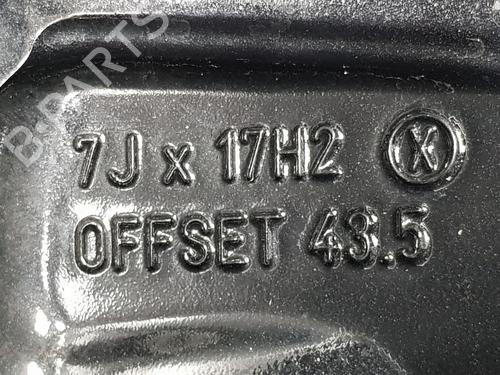 B-PARTS
7J x 17H2 X
OFFSET 43.5